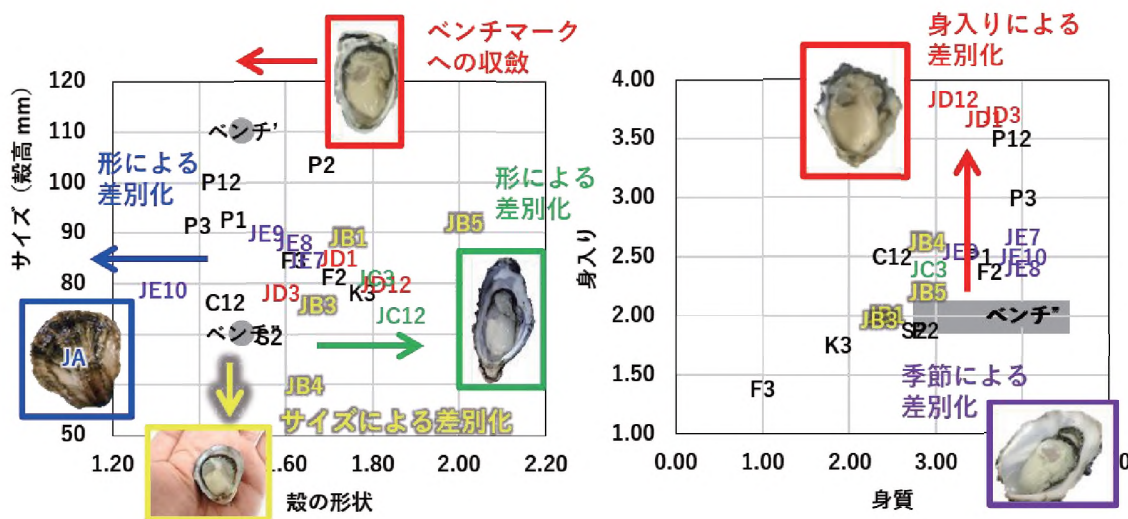 ベンチマーク
への収斂
サイズ（殻高 mm）
120
110
100
90
80
50
ベンチ'
P2
P12
形による
差別化
形による
差別化
P3
P1
JE9
JE8
JE7
JB1
JB5
JD1
F2
JC3
JE10
JD3
K3
JD12
C12
JB3
JC12
ベンチ"
S2
JA
JB4
サイズによる差別化
1.20
1.60
1.80
2.00
2.20
殻の形状
身入りによる
差別化
身入り
4.00
3.50
3.00
2.50
2.00
1.50
1.00
JD12
JD1
JD3
P12
P3
JB4
JE7
C12
JE9
JE10
JC3
F2
JE8
JB5
ベンチ"
JB3
K3
F3
季節による
差別化
0.00
1.00
2.00
3.00
身質